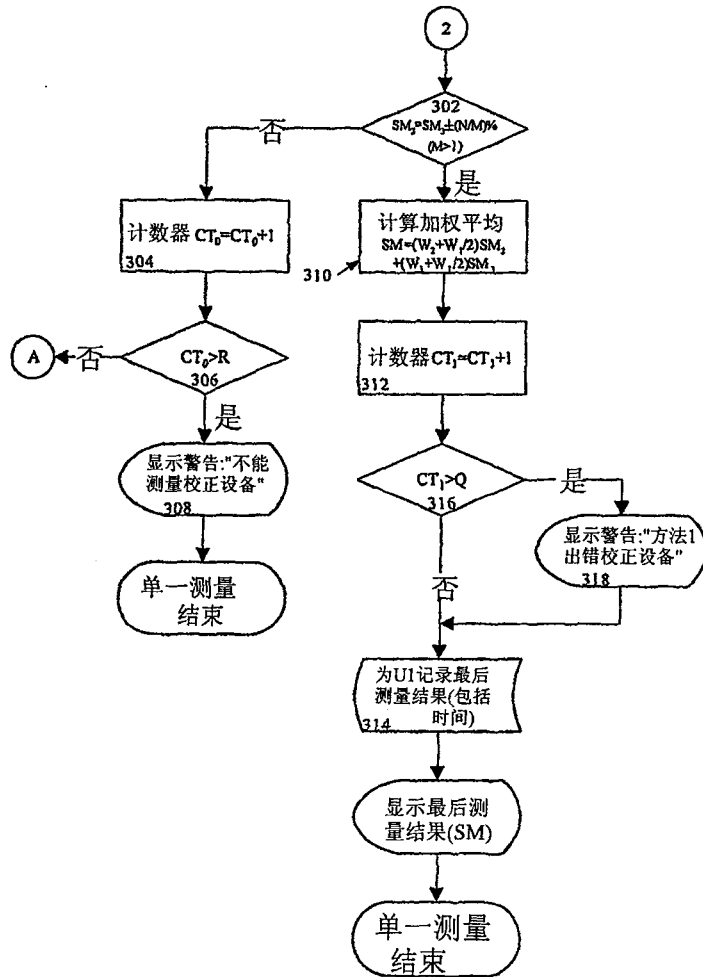 2
302
SM₂=SM₃±(N/M)%
(M>1)
否
是
计数器 CT₀=CT₀+1
304
计算加权平均
SM=(W₂+W₁/2)SM₂
+(W₃+W₁/2)SM₃
310
A
否
CT₀>R
306
是
计数器CT₁=CT₁+1
312
显示警告:"不能
测量校正设备"
308
CT₁>Q
316
是
显示警告:"方法1
出错校正设备"
318
否
单一测量
结束
为U1记录最后
测量结果(包括
时间)
314
显示最后测
量结果(SM)
单一测量
结束